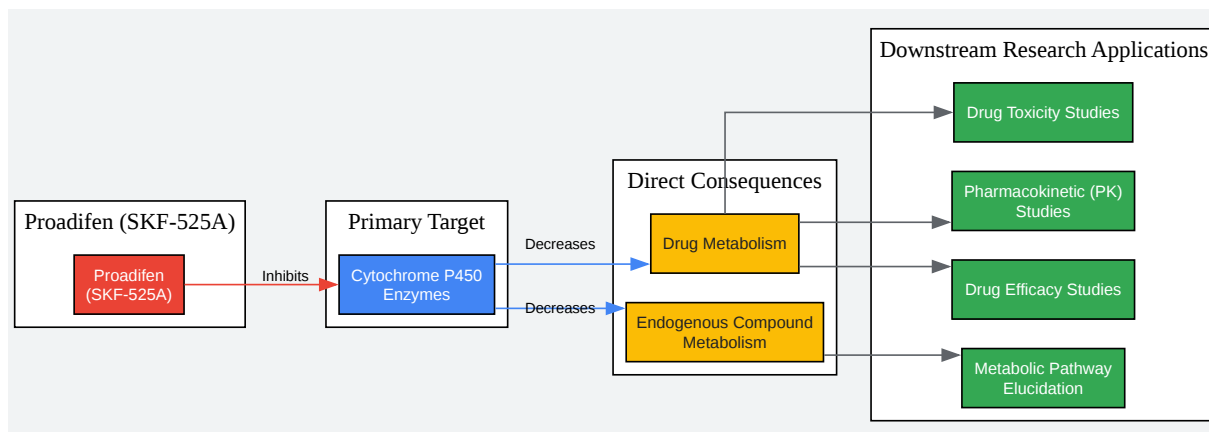 Proadifen (SKF-525A)
Proadifen
(SKF-525A)
Inhibits
Primary Target
Cytochrome P450
Enzymes
Decreases
Decreases
Direct Consequences
Drug Metabolism
Endogenous Compound
Metabolism
Downstream Research Applications
Drug Toxicity Studies
Pharmacokinetic (PK)
Studies
Drug Efficacy Studies
Metabolic Pathway
Elucidation